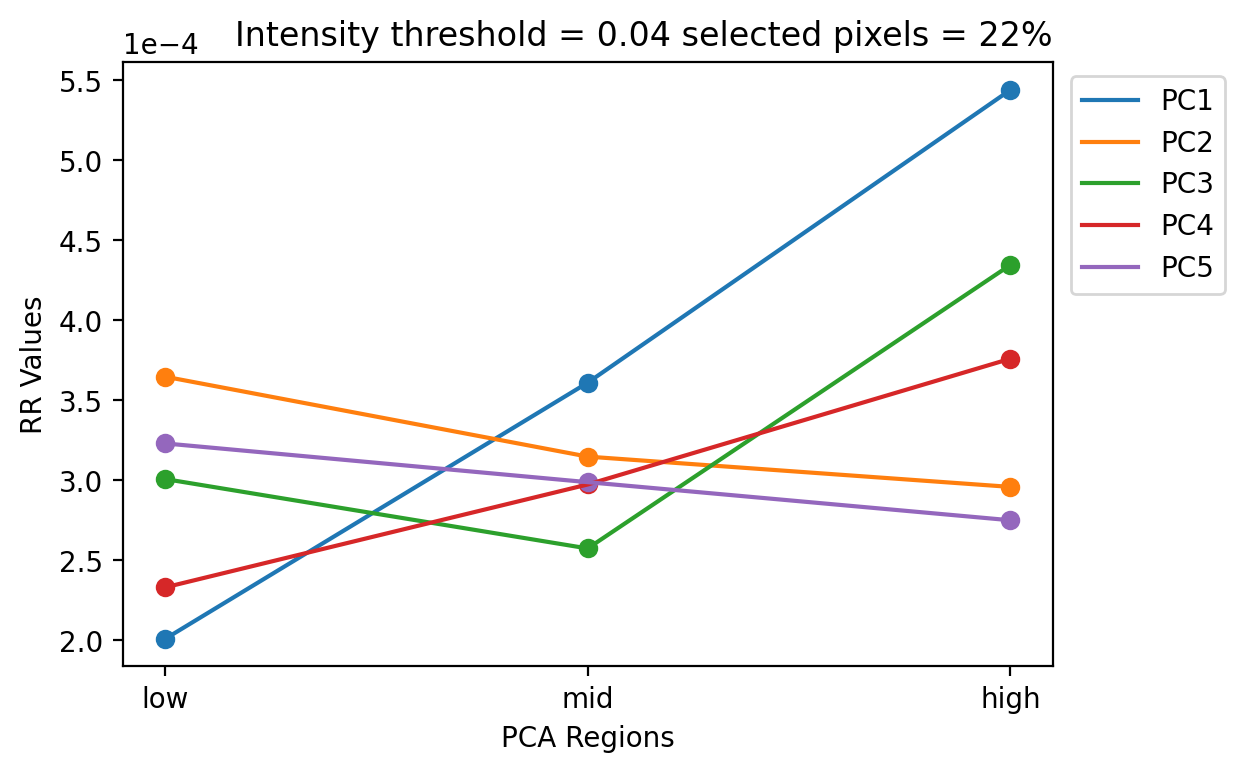 Intensity threshold = 0.04 selected pixels = 22%
1e−4
5.5
5.0
4.5
4.0
3.5
3.0
2.5
2.0
RR Values
low
mid
high
PCA Regions
PC1
PC2
PC3
PC4
PC5